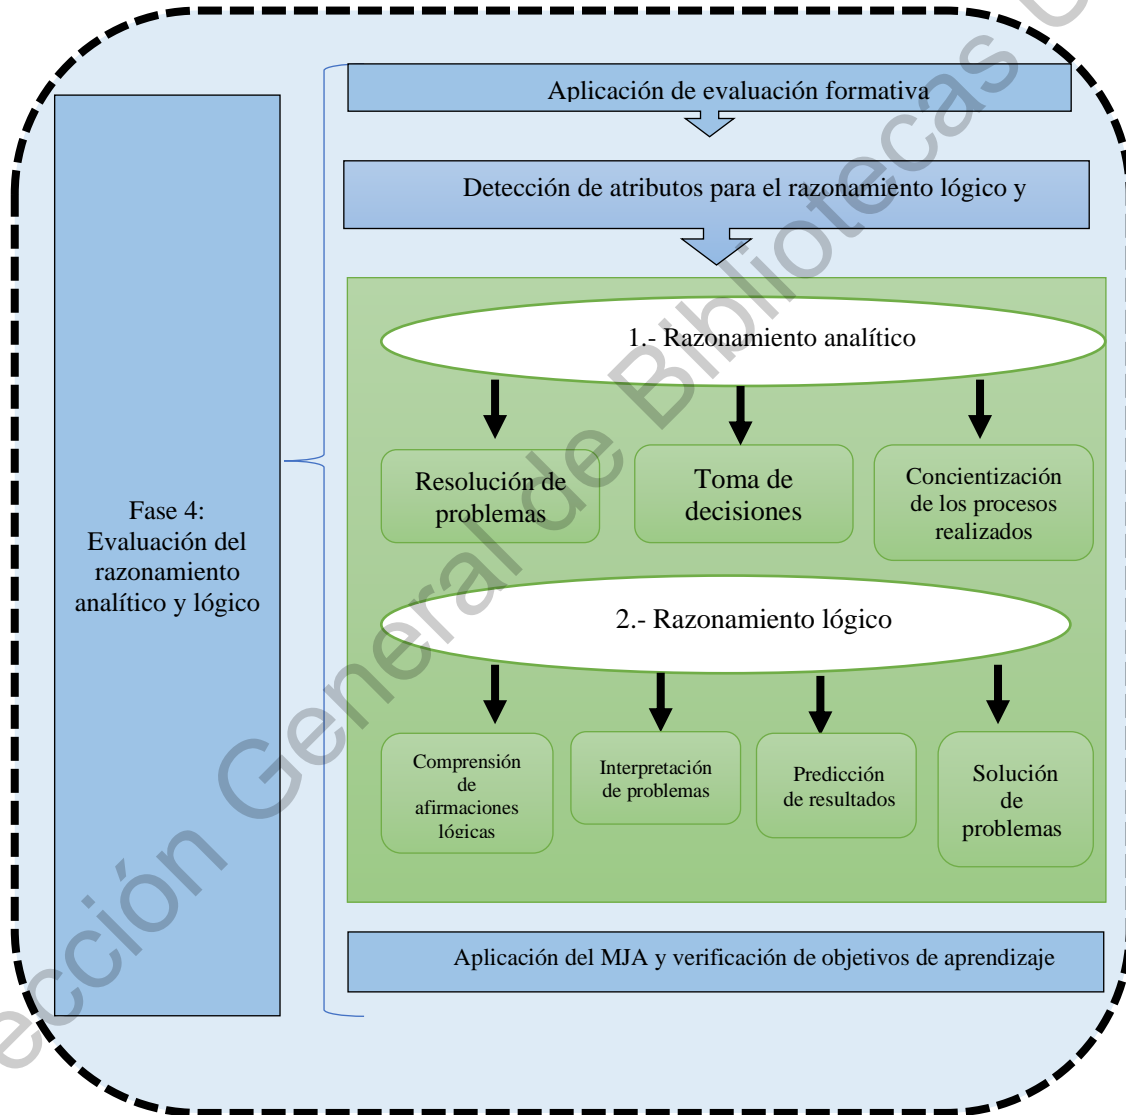 Aplicación de evaluación formativa
Detección de atributos para el razonamiento lógico y
Fase 4:
Evaluación del
razonamiento
analítico y lógico
1.- Razonamiento analítico
Resolución de
problemas
Toma de
decisiones
Concientización
de los procesos
realizados
2.- Razonamiento lógico
Comprensión
de
afirmaciones
lógicas
Interpretación
de problemas
Predicción
de resultados
Solución
de
problemas
Aplicación del MJA y verificación de objetivos de aprendizaje
ección General de Bibliotecas